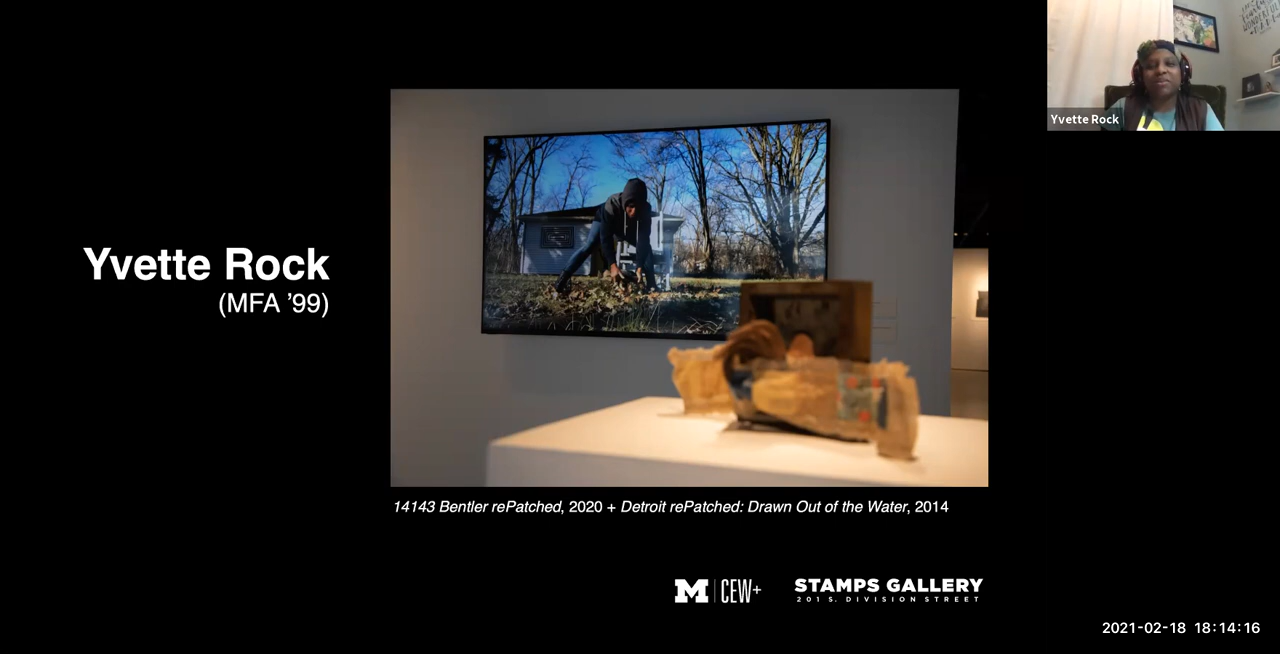 Yvette Rock
Yvette Rock
(MFA ’99)
14143 Bentler rePatched, 2020 + Detroit rePatched: Drawn Out of the Water, 2014
M | CEW+
STAMPS GALLERY
201 S. DIVISION STREET
2021-02-18 18:14:16